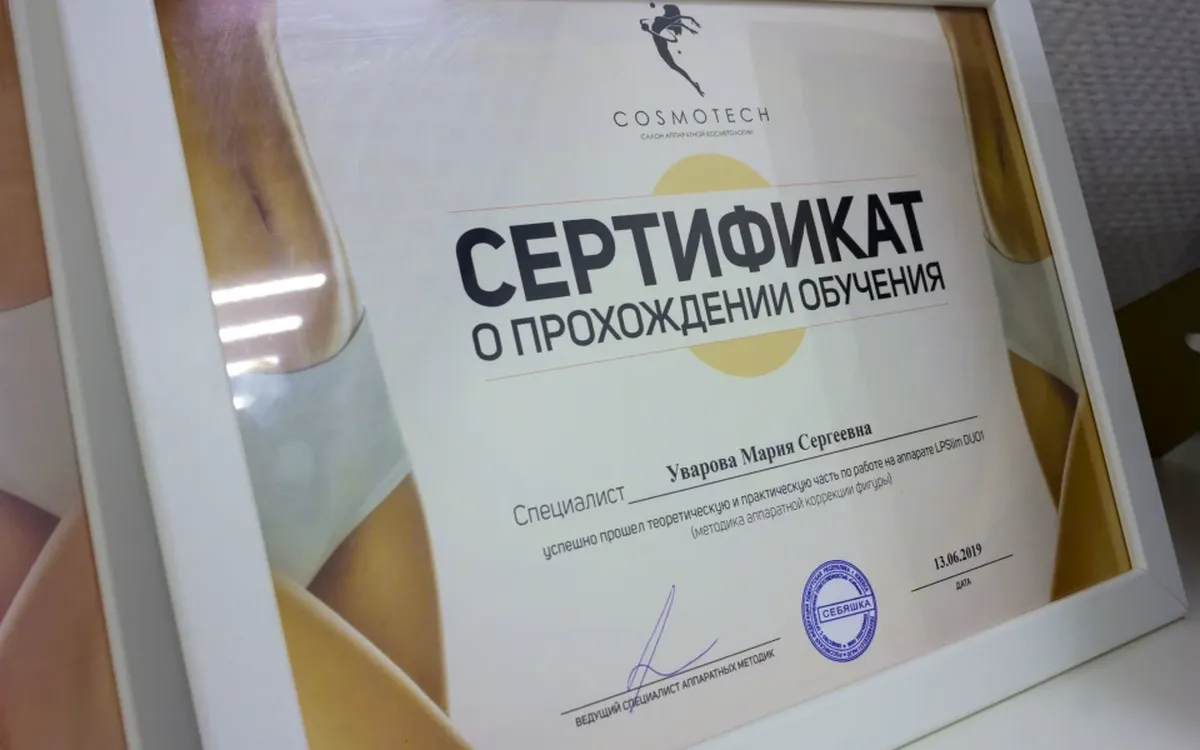 COSMOTECH
САЛОН АППАРАТНОЙ КОСМЕТОЛОГИИ
СЕРТИФИКАТ
О ПРОХОЖДЕНИИ ОБУЧЕНИЯ
Специалист Уварова Мария Сергеевна
успешно прошел теоретическую и практическую часть по работе на аппарате LPSlim DUO1
(методика аппаратной коррекции фигуры)
13.06.2019
ДАТА
СЕБЯШКА
ВЕДУЩИЙ СПЕЦИАЛИСТ АППАРАТНЫХ МЕТОДИК